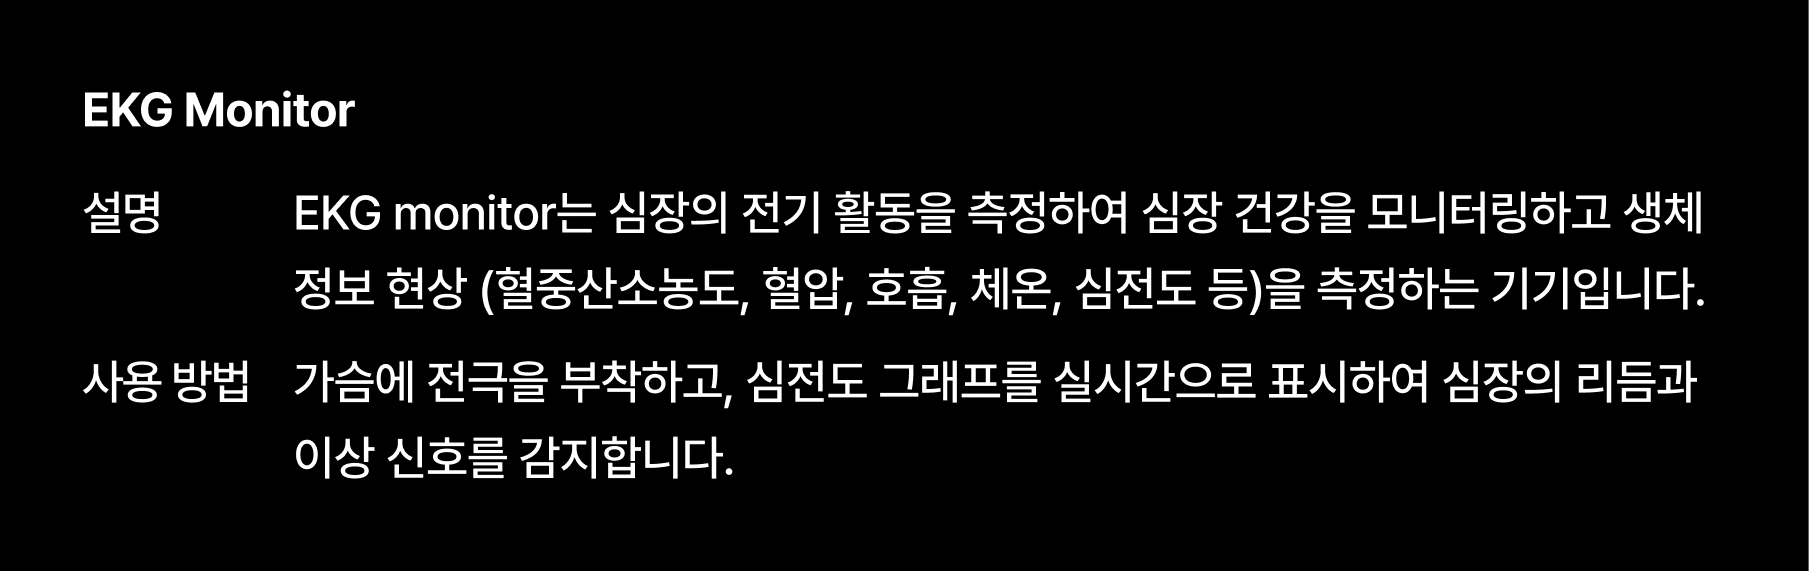 EKG Monitor
설명 EKG monitor는 심장의 전기 활동을 측정하여 심장 건강을 모니터링하고 생체
정보 현상 (혈중산소농도, 혈압, 호흡, 체온, 심전도 등)을 측정하는 기기입니다.
사용 방법 가슴에 전극을 부착하고, 심전도 그래프를 실시간으로 표시하여 심장의 리듬과
이상 신호를 감지합니다.